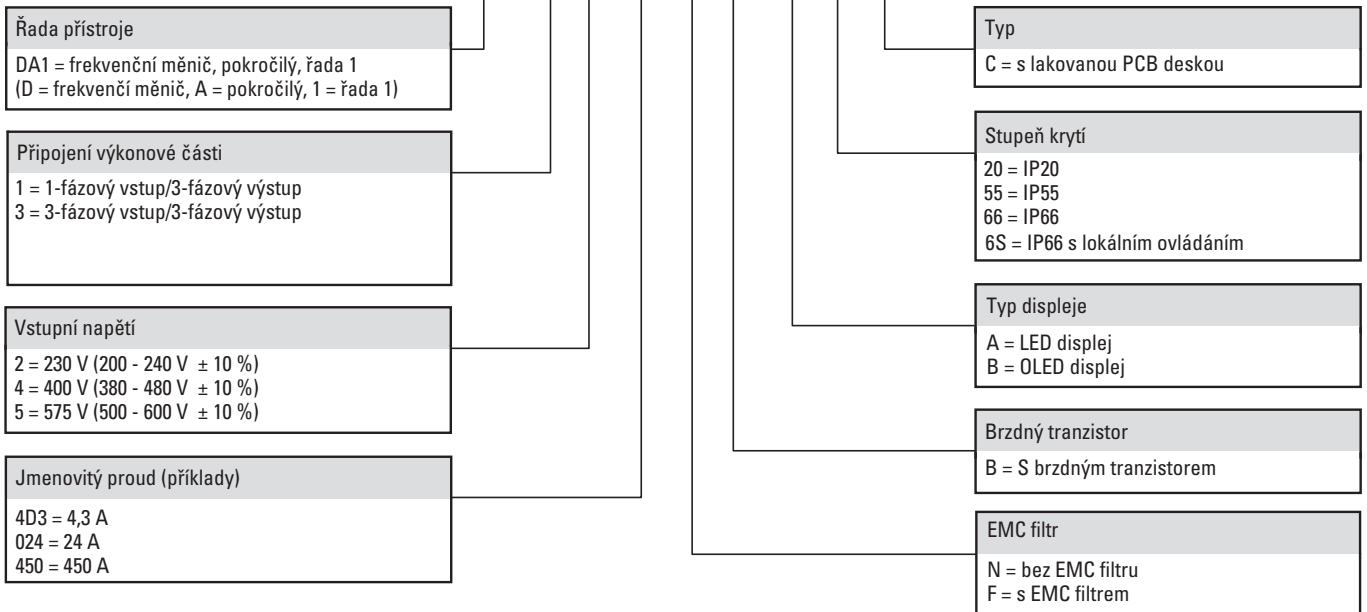 Řada přístroje
DA1 = frekvenční měnič, pokročilý, řada 1
(D = frekvenčí měnič, A = pokročilý, 1 = řada 1)
Připojení výkonové části
1 = 1-fázový vstup/3-fázový výstup
3 = 3-fázový vstup/3-fázový výstup
Vstupní napětí
2 = 230 V (200 - 240 V ± 10 %)
4 = 400 V (380 - 480 V ± 10 %)
5 = 575 V (500 - 600 V ± 10 %)
Jmenovitý proud (příklady)
4D3 = 4,3 A
024 = 24 A
450 = 450 A
Typ
C = s lakovanou PCB deskou
Stupeň krytí
20 = IP20
55 = IP55
66 = IP66
6S = IP66 s lokálním ovládáním
Typ displeje
A = LED displej
B = OLED displej
Brzdný tranzistor
B = S brzdným tranzistorem
EMC filtr
N = bez EMC filtru
F = s EMC filtrem